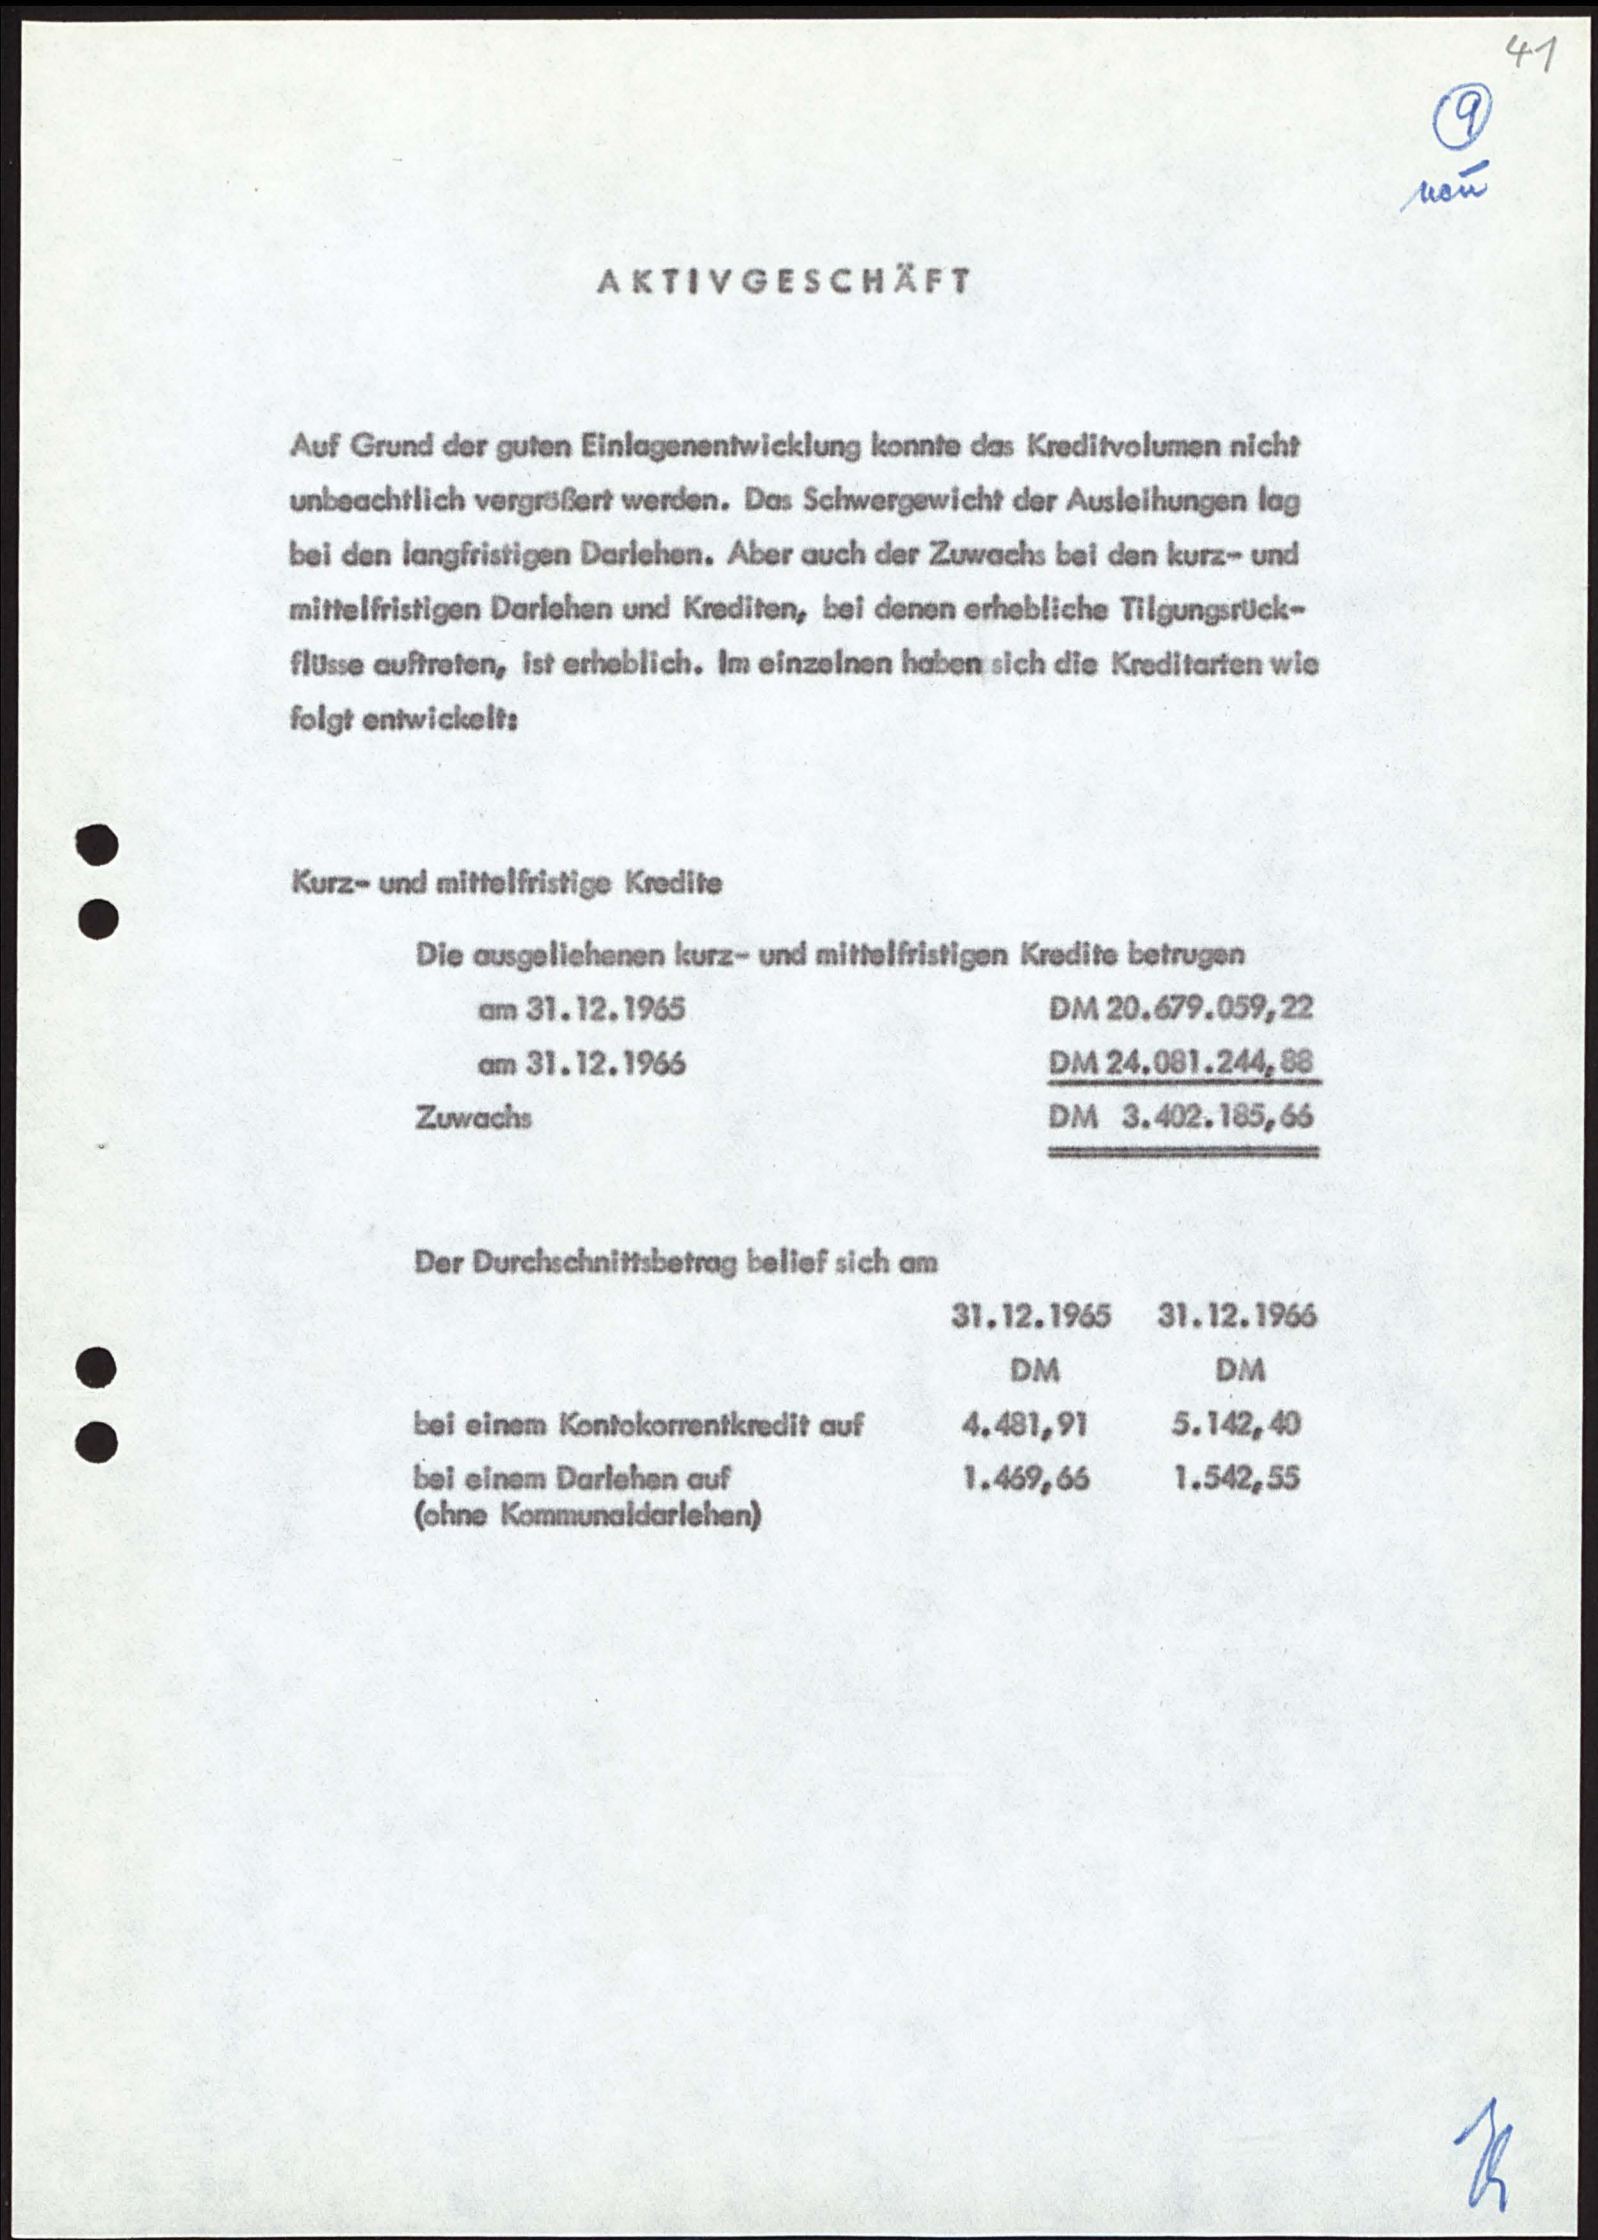 41
9
neu
AKTIVGESCHÄFT
Auf Grund der guten Einlagenentwicklung konnte das Kreditvolumen nicht
unbeachtlich vergrößert werden. Das Schwergewicht der Ausleihungen lag
bei den langfristigen Darlehen. Aber auch der Zuwachs bei den kurz- und
mittelfristigen Darlehen und Krediten, bei denen erhebliche Tilgungsrück-
flüsse auftreten, ist erheblich. Im einzelnen haben sich die Kreditarten wie
folgt entwickelt:
Kurz- und mittelfristige Kredite
Die ausgeliehenen kurz- und mittelfristigen Kredite betrugen
am 31.12.1965 DM 20.679.059,22
am 31.12.1966 DM 24.081.244,88
Zuwachs DM 3.402.185,66
Der Durchschnittsbetrag belief sich am
31.12.1965 31.12.1966
DM DM
bei einem Kontokorrentkredit auf 4.481,91 5.142,40
bei einem Darlehen auf 1.469,66 1.542,55
(ohne Kommunaldarlehen)